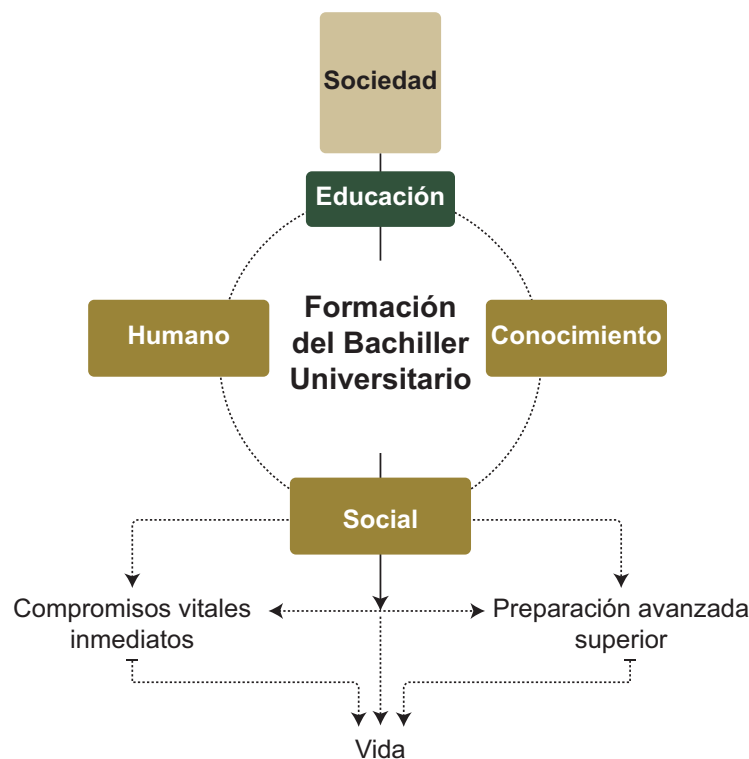 Sociedad
Educación
Formación
del Bachiller
Universitario
Humano
Conocimiento
Social
Compromisos vitales
inmediatos
Preparación avanzada
superior
Vida